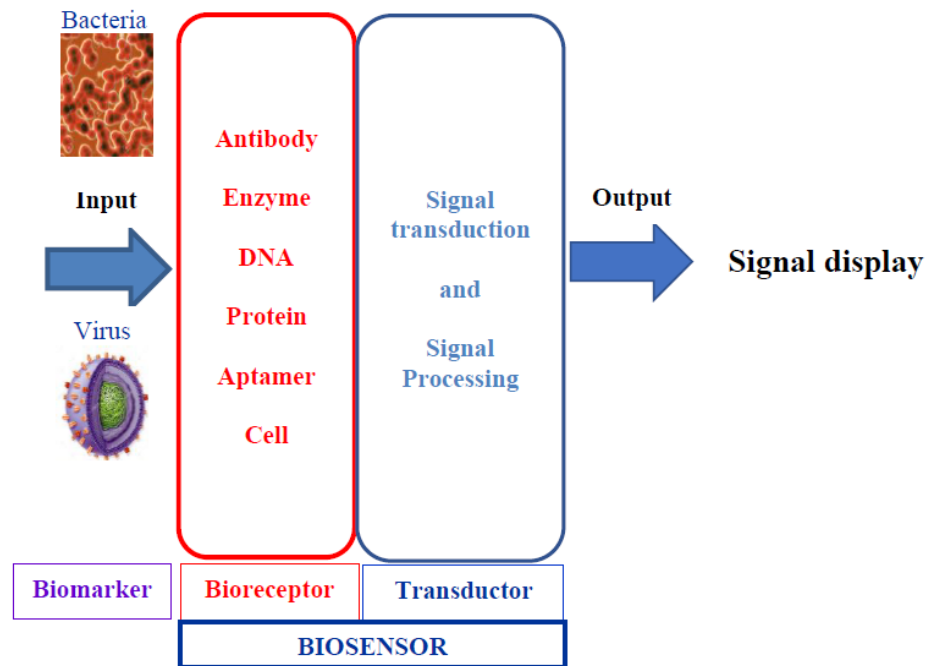 Bacteria
Input
Virus
Antibody
Enzyme
DNA
Protein
Aptamer
Cell
Signal
transduction
and
Signal
Processing
Output
Signal display
Biomarker
Bioreceptor
Transductor
BIOSENSOR